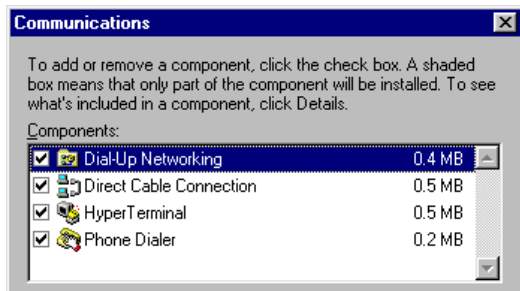 Communications
To add or remove a component, click the check box. A shaded
box means that only part of the component will be installed. To see
what's included in a component, click Details.
Components:
Dial-Up Networking 0.4 MB
Direct Cable Connection 0.5 MB
HyperTerminal 0.5 MB
Phone Dialer 0.2 MB